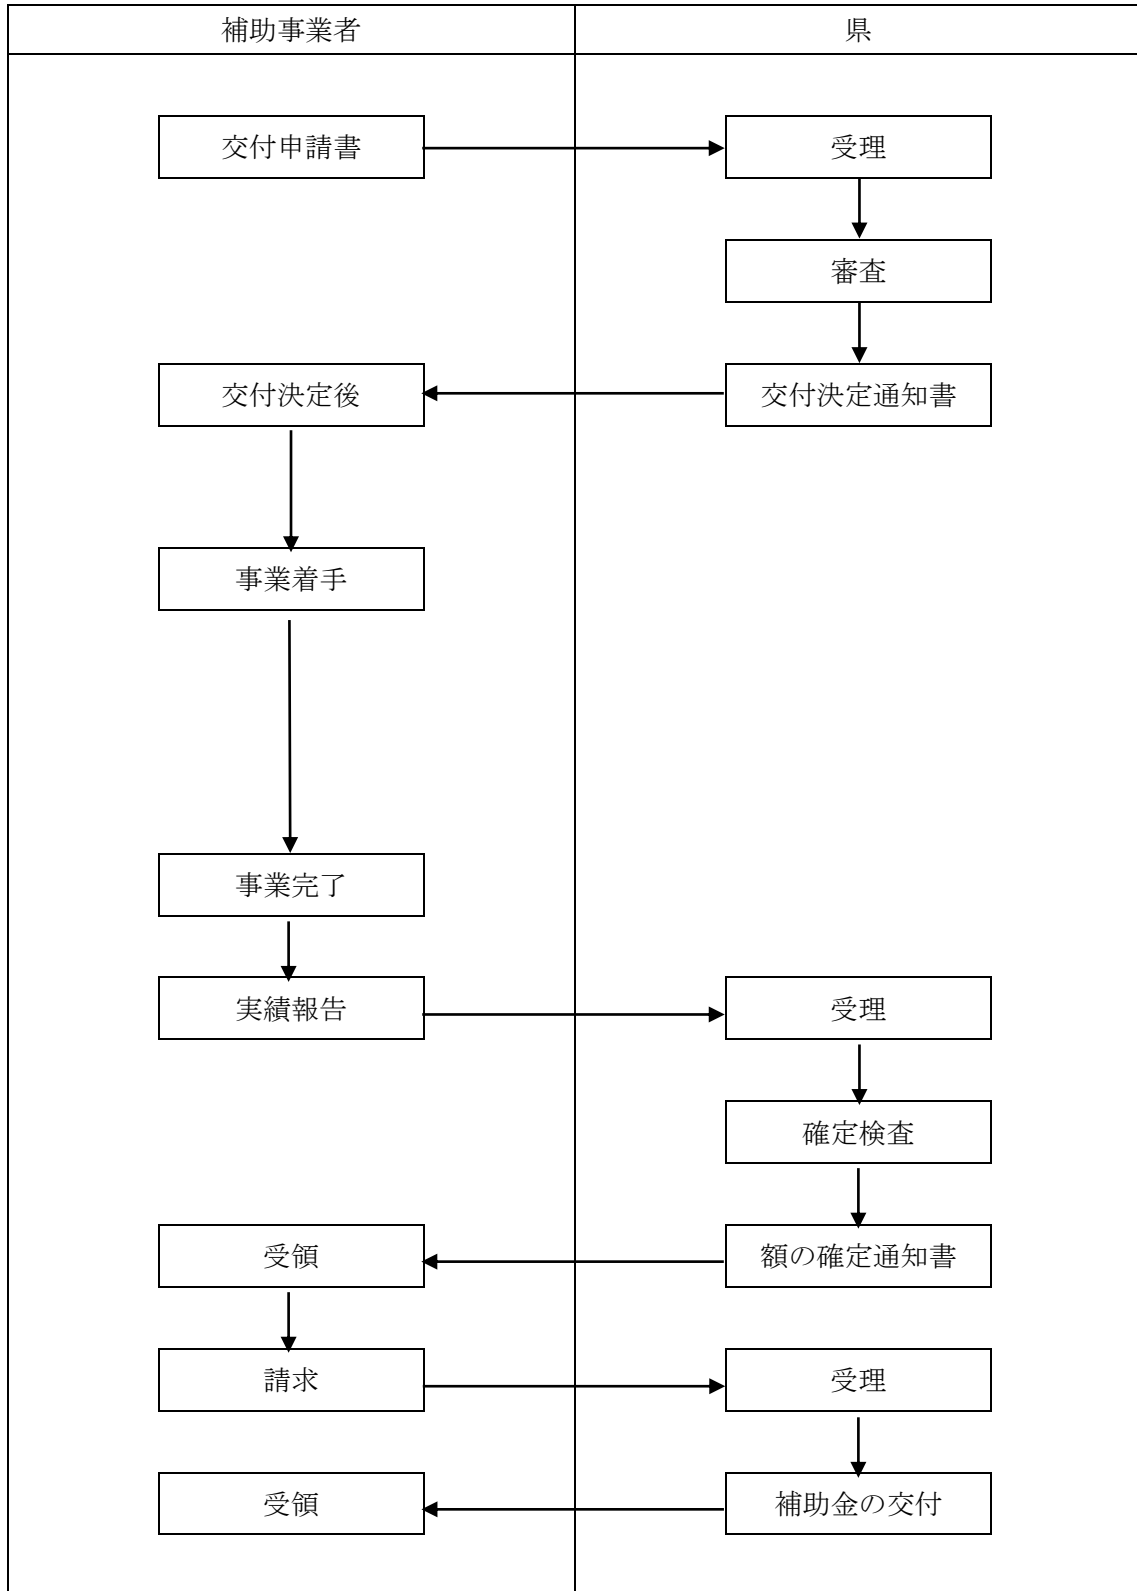 補助事業者
県
交付申請書
受理
審査
交付決定後
交付決定通知書
事業着手
事業完了
実績報告
受理
確定検査
受領
額の確定通知書
請求
受理
受領
補助金の交付